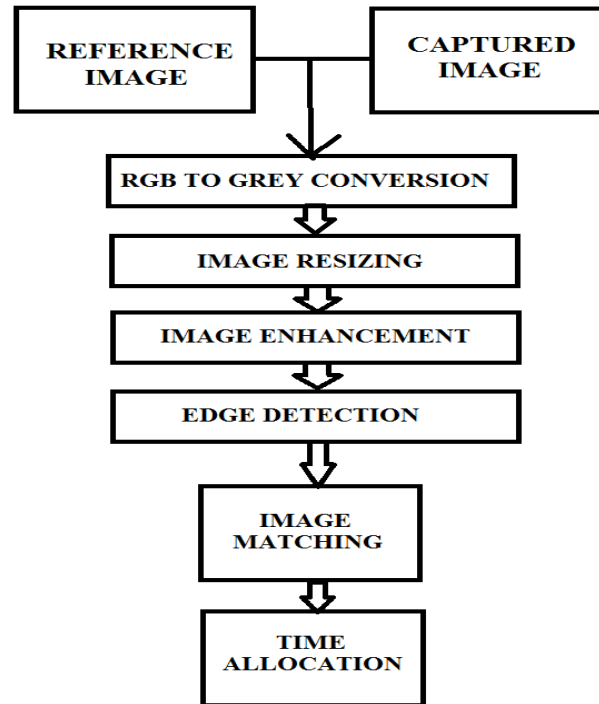 REFERENCE
IMAGE
CAPTURED
IMAGE
RGB TO GREY CONVERSION
IMAGE RESIZING
IMAGE ENHANCEMENT
EDGE DETECTION
IMAGE
MATCHING
TIME
ALLOCATION